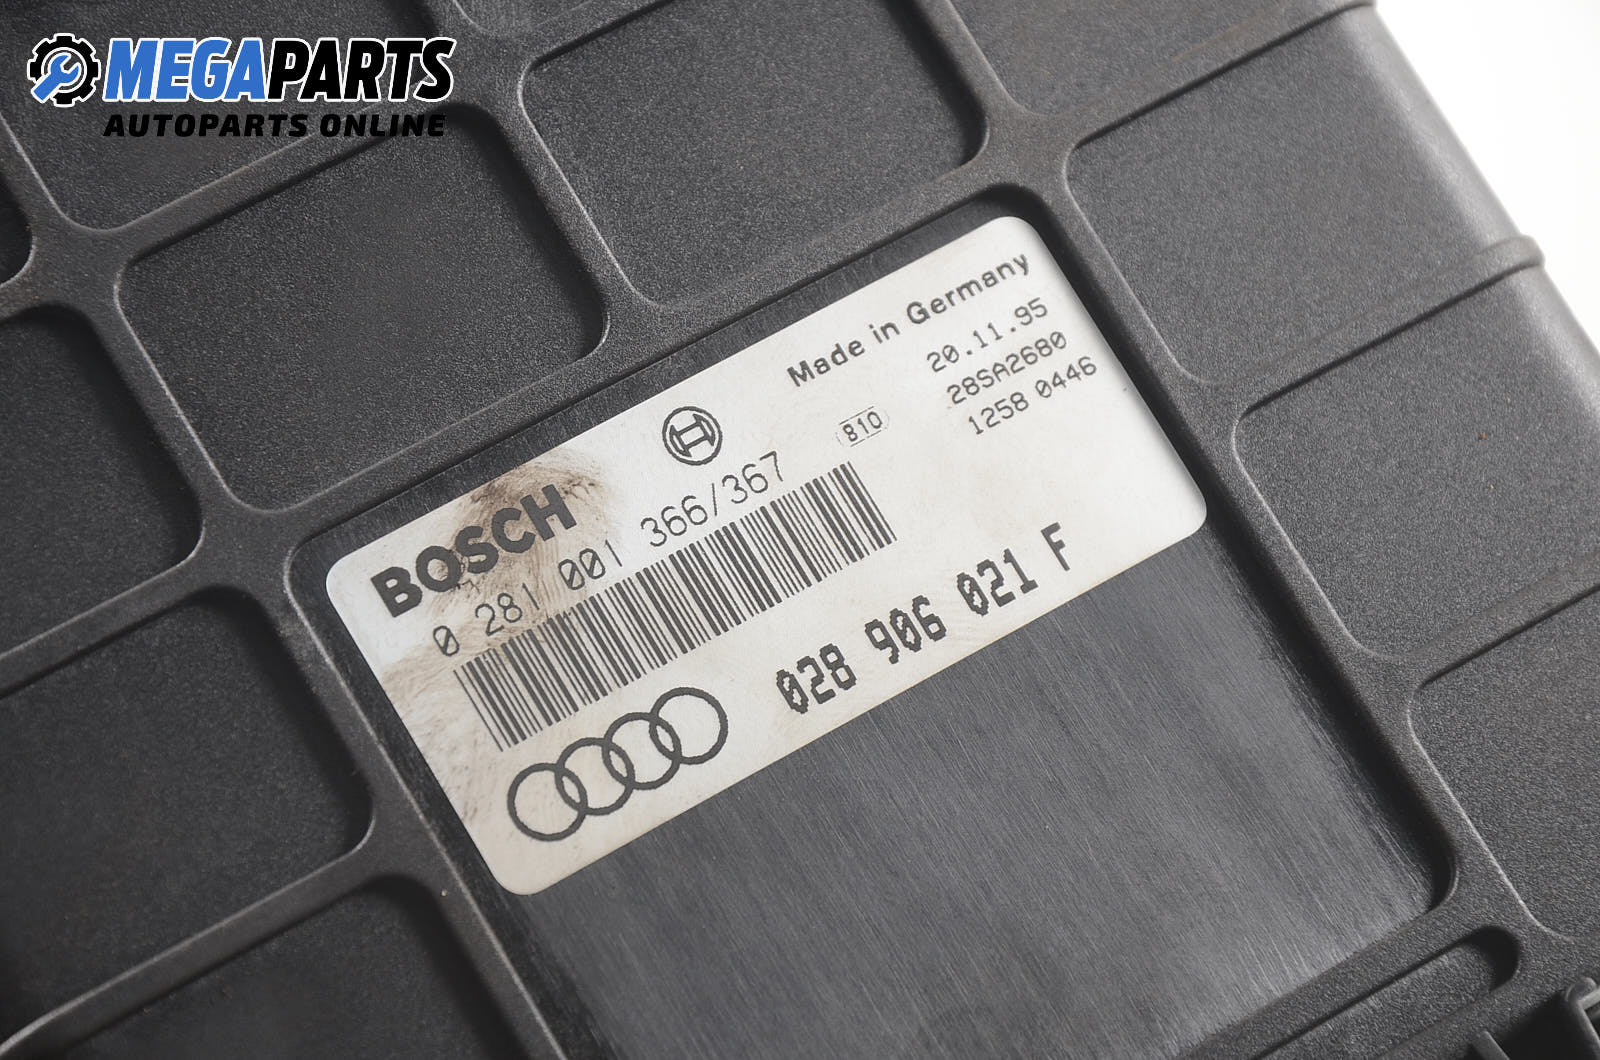 MEGAPARTS
AUTOPARTS ONLINE
Made in Germany
20.11.95
28SA2680
1258 0446
810
BOSCH
0 281 001 366/367
028 906 021 F